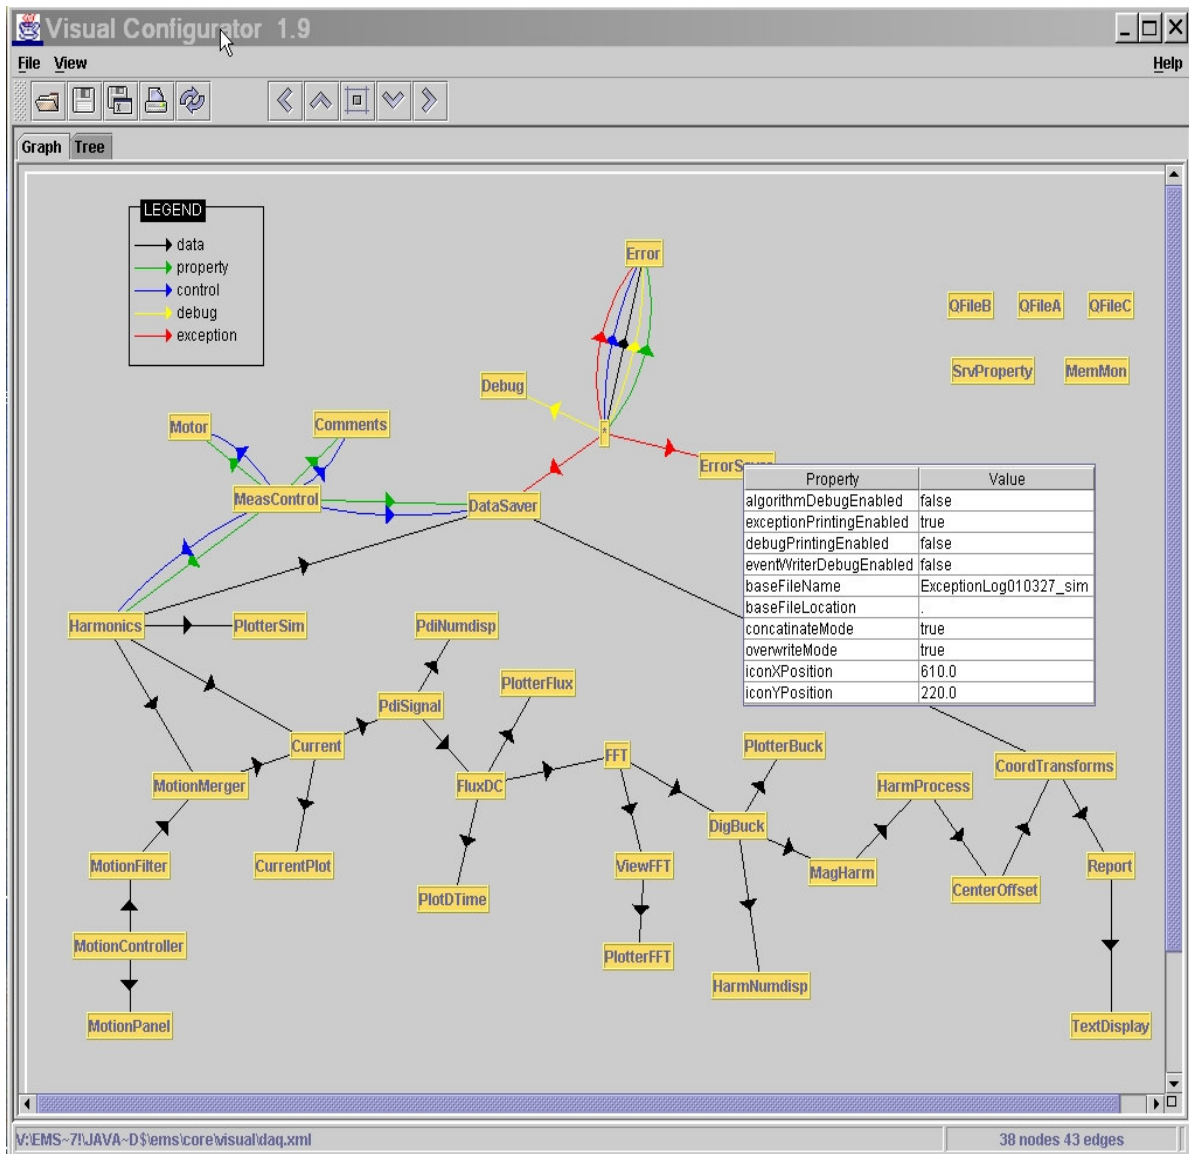 Visual Configurator 1.9
File View Help
Graph Tree
LEGEND
data
property
control
debug
exception
Error
QFileB QFileA QFileC
SrvProperty MemMon
Debug
*
Motor Comments
ErrorSaver
MeasControl DataSaver
Property Value
algorithmDebugEnabled false
exceptionPrintingEnabled true
debugPrintingEnabled false
eventWriterDebugEnabled false
baseFileName ExceptionLog010327_sim
baseFileLocation .
concatinateMode true
overwriteMode true
iconXPosition 610.0
iconYPosition 220.0
Harmonics PlotterSim PdiNumdisp
PlotterFlux
PdiSignal
Current FFT PlotterBuck
CoordTransforms
MotionMerger FluxDC HarmProcess
DigBuck
MotionFilter CurrentPlot ViewFFT MagHarm Report
PlotDTime CenterOffset
MotionController PlotterFFT
HarmNumdisp
MotionPanel TextDisplay
V:\EMS~7!\JAVA~D$\ems\core\visual\daq.xml 38 nodes 43 edges